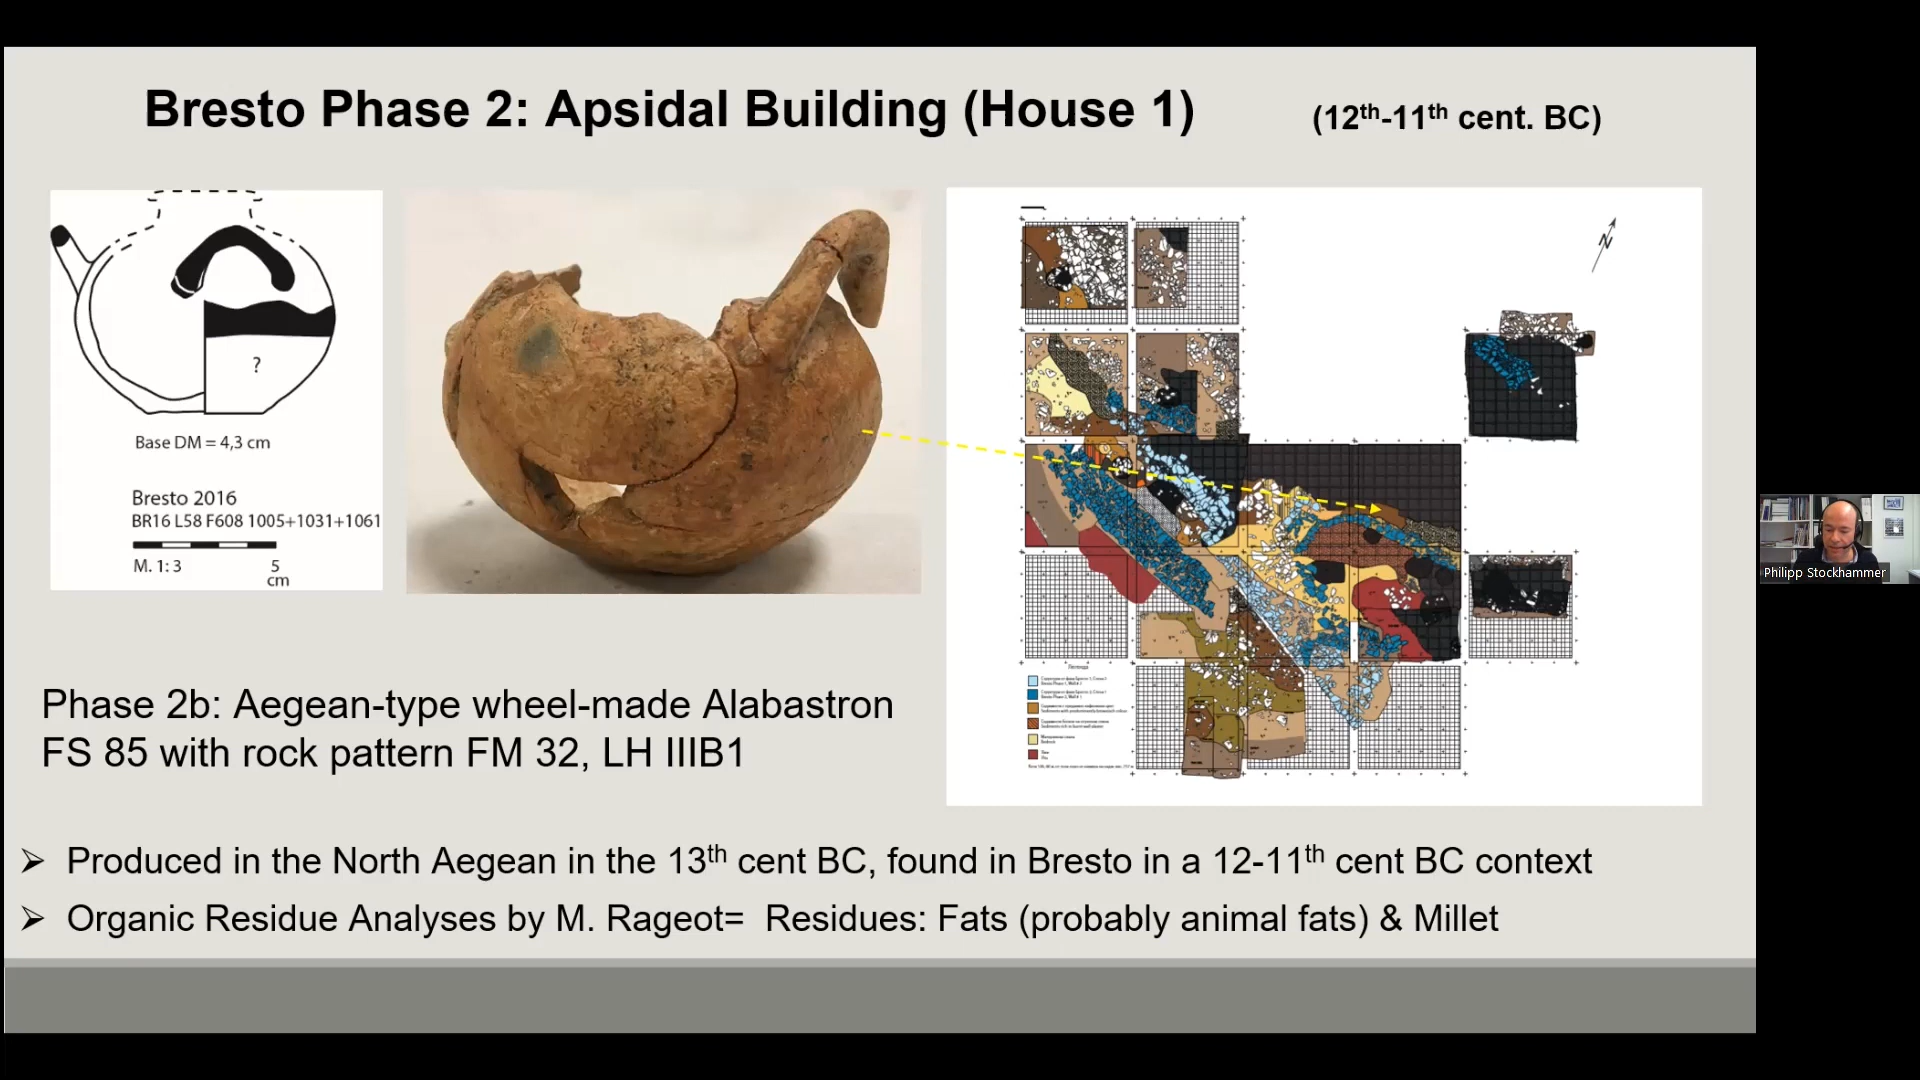 Bresto Phase 2: Apsidal Building (House 1)
(12th-11th cent. BC)
?
Base DM = 4,3 cm
Bresto 2016
BR16 L58 F608 1005+1031+1061
M. 1: 3
5
cm
N
Phase 2b: Aegean-type wheel-made Alabastron
FS 85 with rock pattern FM 32, LH IIIB1
Produced in the North Aegean in the 13th cent BC, found in Bresto in a 12-11th cent BC context
Organic Residue Analyses by M. Rageot= Residues: Fats (probably animal fats) & Millet
Philipp Stockhammer